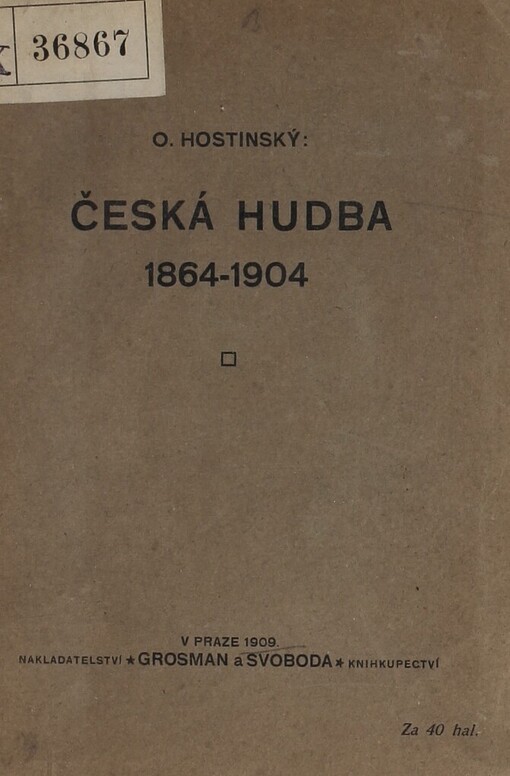 36867
O. HOSTINSKÝ:
ČESKÁ HUDBA
1864-1904
V PRAZE 1909.
NAKLADATELSTVÍ ★ GROSMAN a SVOBODA ★ KNIHKUPECTVÍ
Za 40 hal.